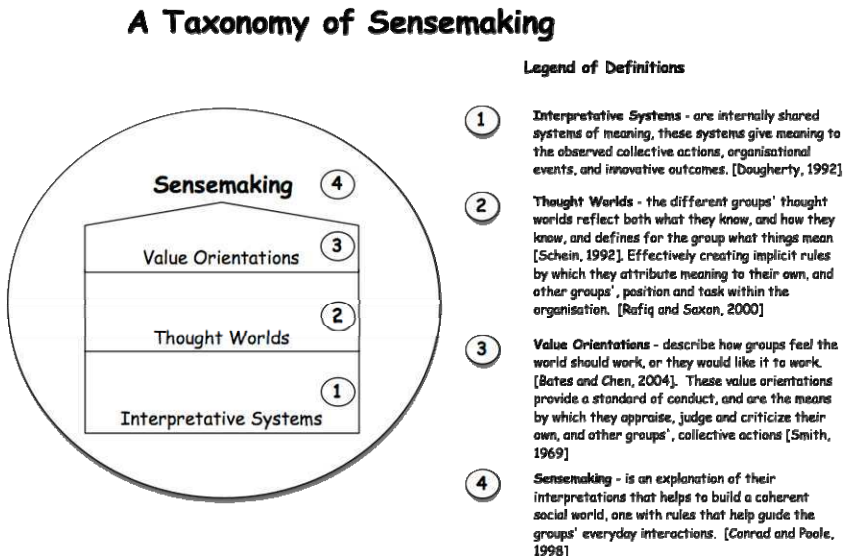 A Taxonomy of Sensemaking
Sensemaking 4
Value Orientations 3
Thought Worlds 2
Interpretative Systems 1
Legend of Definitions
1 Interpretative Systems - are internally shared
systems of meaning, these systems give meaning to
the observed collective actions, organisational
events, and innovative outcomes. [Dougherty, 1992]
2 Thought Worlds - the different groups' thought
worlds reflect both what they know, and how they
know, and defines for the group what things mean
[Schein, 1992]. Effectively creating implicit rules
by which they attribute meaning to their own, and
other groups', position and task within the
organisation. [Rafiq and Saxon, 2000]
3 Value Orientations - describe how groups feel the
world should work, or they would like it to work.
[Bates and Chen, 2004]. These value orientations
provide a standard of conduct, and are the means
by which they appraise, judge and criticize their
own, and other groups', collective actions [Smith,
1969]
4 Sensemaking - is an explanation of their
interpretations that helps to build a coherent
social world, one with rules that help guide the
groups' everyday interactions. [Conrad and Poole,
1998]